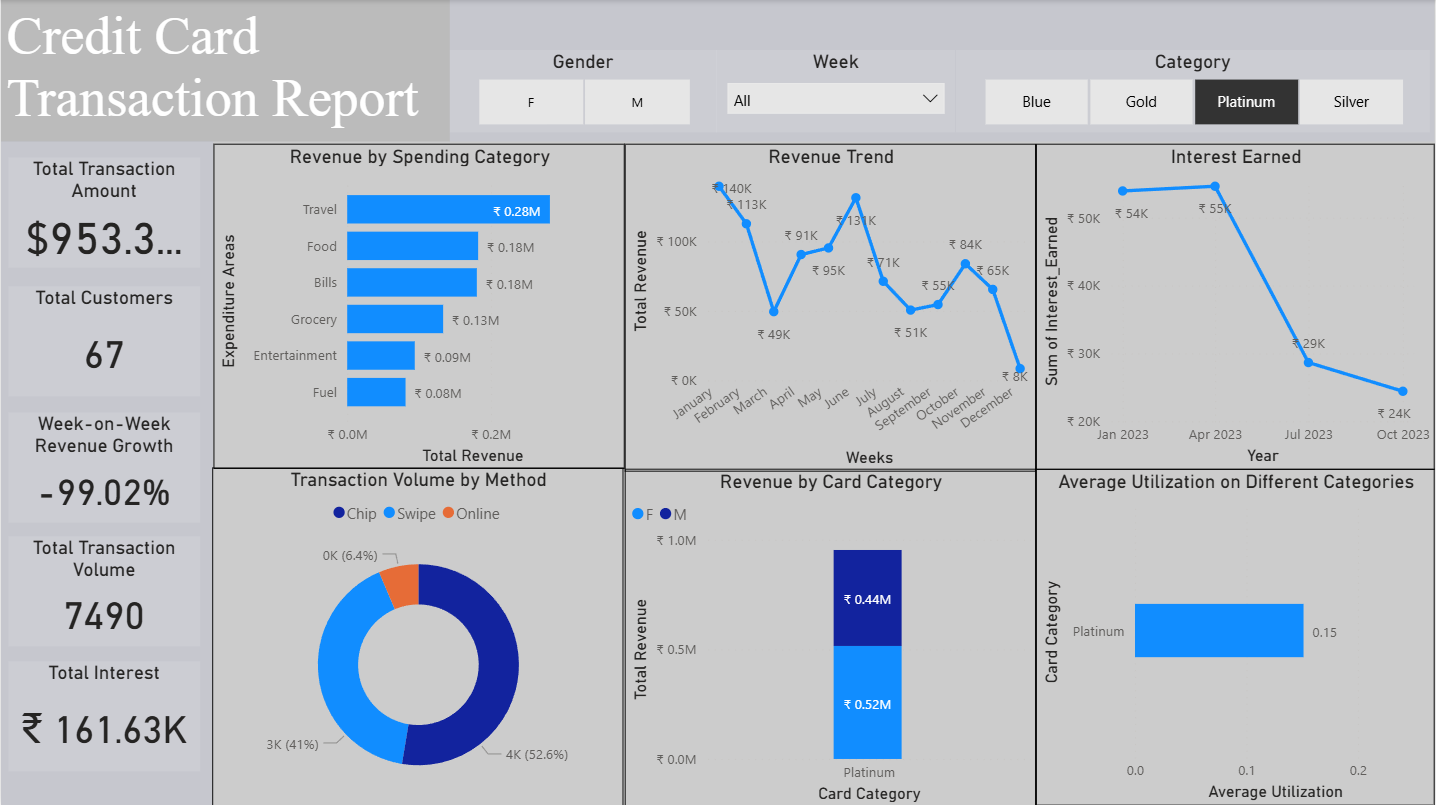 Credit Card
Transaction Report
Gender
F
M
Week
All
Category
Blue
Gold
Platinum
Silver
Total Transaction
Amount
$953.3...
Total Customers
67
Week-on-Week
Revenue Growth
-99.02%
Total Transaction
Volume
7490
Total Interest
₹ 161.63K
Revenue by Spending Category
Expenditure Areas
Travel
₹ 0.28M
Food
₹ 0.18M
Bills
₹ 0.18M
Grocery
₹ 0.13M
Entertainment
₹ 0.09M
Fuel
₹ 0.08M
₹ 0.0M
₹ 0.2M
Total Revenue
Revenue Trend
Total Revenue
₹ 100K
₹ 50K
₹ 0K
₹ 140K
₹ 113K
₹ 49K
₹ 91K
₹ 95K
₹ 131K
₹ 71K
₹ 51K
₹ 55K
₹ 84K
₹ 65K
₹ 8K
January
February
March
April
May
June
July
August
September
October
November
December
Weeks
Interest Earned
Sum of Interest_Earned
₹ 50K
₹ 40K
₹ 30K
₹ 20K
₹ 54K
₹ 55K
₹ 29K
₹ 24K
Jan 2023
Apr 2023
Jul 2023
Oct 2023
Year
Transaction Volume by Method
Chip
Swipe
Online
0K (6.4%)
3K (41%)
4K (52.6%)
Revenue by Card Category
F
M
Total Revenue
₹ 1.0M
₹ 0.5M
₹ 0.0M
₹ 0.44M
₹ 0.52M
Platinum
Card Category
Average Utilization on Different Categories
Card Category
Platinum
0.15
0.0
0.1
0.2
Average Utilization